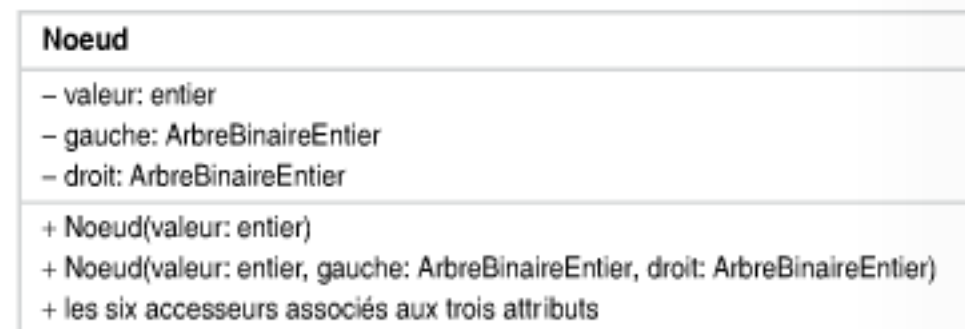 Noeud
– valeur: entier
– gauche: ArbreBinaireEntier
– droit: ArbreBinaireEntier
+ Noeud(valeur: entier)
+ Noeud(valeur: entier, gauche: ArbreBinaireEntier, droit: ArbreBinaireEntier)
+ les six accesseurs associés aux trois attributs